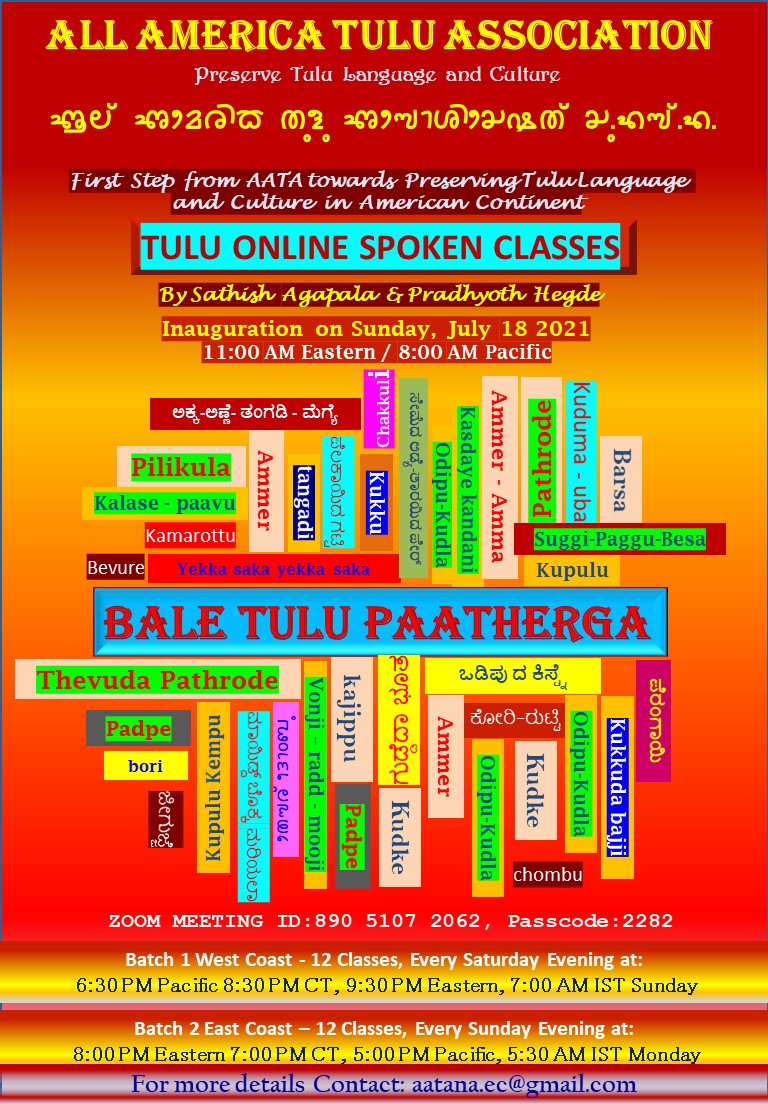 ALL AMERICA TULU ASSOCIATION
Preserve Tulu Language and Culture
First Step from AATA towards Preserving Tulu Language
and Culture in American Continent
TULU ONLINE SPOKEN CLASSES
By Sathish Agapala & Pradhyoth Hegde
Inauguration on Sunday, July 18 2021
11:00 AM Eastern / 8:00 AM Pacific
ಅಕ್ಕ-ಅಣ್ಣೆ- ತಂಗಡಿ - ಮೆಗ್ಯೆ
Chakkuli
Pilikula
Kalase - paavu
Kamarottu
Bevure
Yekka saka yekka saka
Ammer
tangadi
Kukku
Odipu-Kudla
Kasdaye kandani
Ammer - Amma
Pathrode
Kuduma - uba
Barsa
Suggi-Paggu-Besa
Kupulu
BALE TULU PAATHERGA
Thevuda Pathrode
Padpe
bori
Kupulu Kemdu
Vonji - radd - mooji
kajippu
Padpe
Kudke
ಒಡಿಪು ದ ಕಿಸ್ನೆ
Ammer
ಕೋರಿ-ರುಟ್ಟಿ
Odipu-Kudla
Kudke
Odipu-Kudla
Kukkuda bajji
chombu
ZOOM MEETING ID:890 5107 2062, Passcode:2282
Batch 1 West Coast - 12 Classes, Every Saturday Evening at:
6:30 PM Pacific 8:30 PM CT, 9:30 PM Eastern, 7:00 AM IST Sunday
Batch 2 East Coast – 12 Classes, Every Sunday Evening at:
8:00 PM Eastern 7:00 PM CT, 5:00 PM Pacific, 5:30 AM IST Monday
For more details Contact: aatana.ec@gmail.com